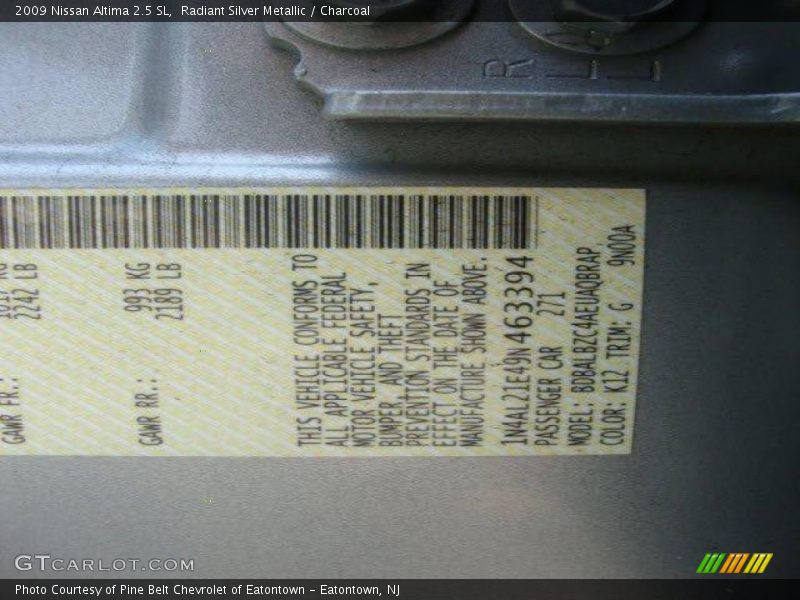 2009 Nissan Altima 2.5 SL,  Radiant Silver Metallic / Charcoal
R
LL
GAWR FR.:
KG
2242 LB
GAWR RR.: 993 KG
2189 LB
THIS VEHICLE CONFORMS TO
ALL APPLICABLE FEDERAL
MOTOR VEHICLE SAFETY,
BUMPER, AND THEFT
PREVENTION STANDARDS IN
EFFECT ON THE DATE OF
MANUFACTURE SHOWN ABOVE.
1N4AL21E49N463394
PASSENGER CAR 271
MODEL: BDBALBZC4AEUAQBRAP,
COLOR: K12 TRIM: G 9N00A
GTCARLOT.COM
Photo Courtesy of Pine Belt Chevrolet of Eatontown - Eatontown, NJ